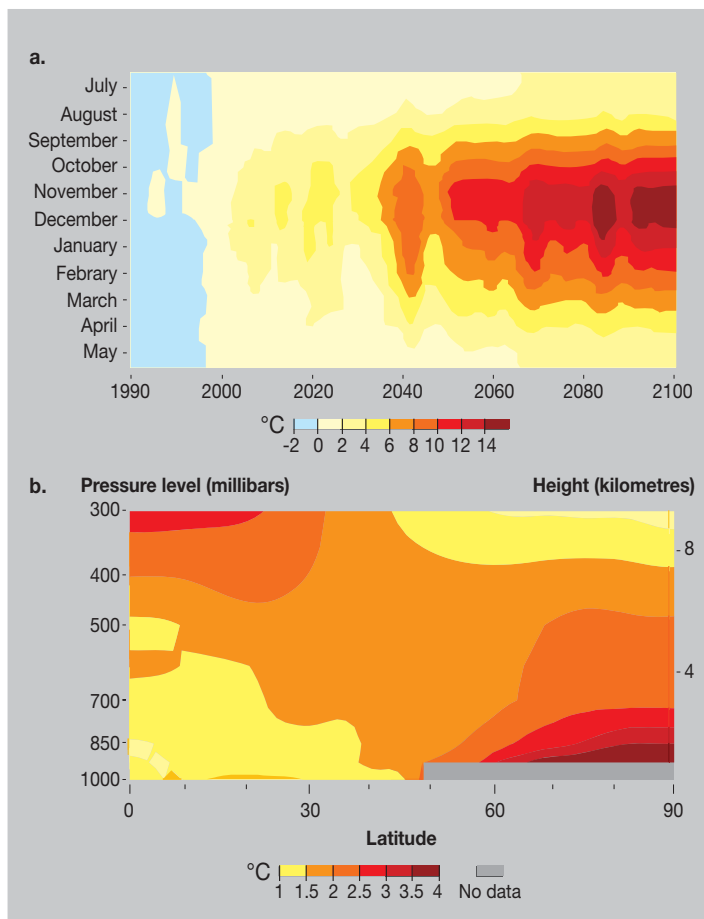 a.
July
August
September
October
November
December
January
Febrary
March
April
May
1990 2000 2020 2040 2060 2080 2100
°C
-2 0 2 4 6 8 10 12 14
b. Pressure level (millibars) Height (kilometres)
300
8
400
500
4
700
850
1000
0 30 60 90
Latitude
°C
1 1.5 2 2.5 3 3.5 4 No data